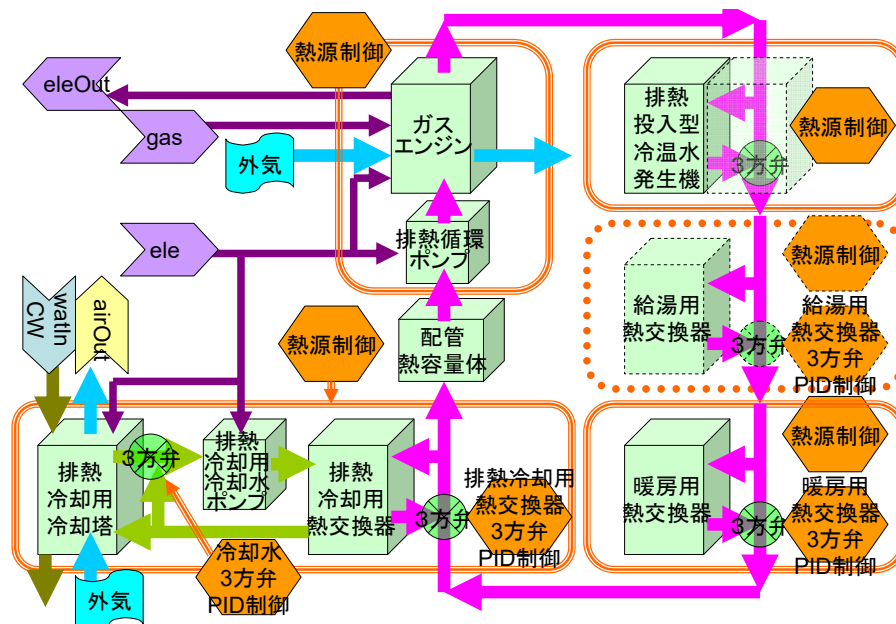 熱源制御
eleOut
gas
外気
ガス
エンジン
排熱
投入型
冷温水
発生機
3方弁
熱源制御
ele
排熱循環
ポンプ
熱源制御
給湯用
熱交換器
3方弁
給湯用
熱交換器
3方弁
PID制御
watIn
CW
airOut
熱源制御
配管
熱容量体
熱源制御
排熱
冷却用
冷却塔
3方弁
排熱
冷却用
冷却水
ポンプ
排熱
冷却用
熱交換器
3方弁
排熱冷却用
熱交換器
3方弁
PID制御
暖房用
熱交換器
3方弁
暖房用
熱交換器
3方弁
PID制御
外気
冷却水
3方弁
PID制御